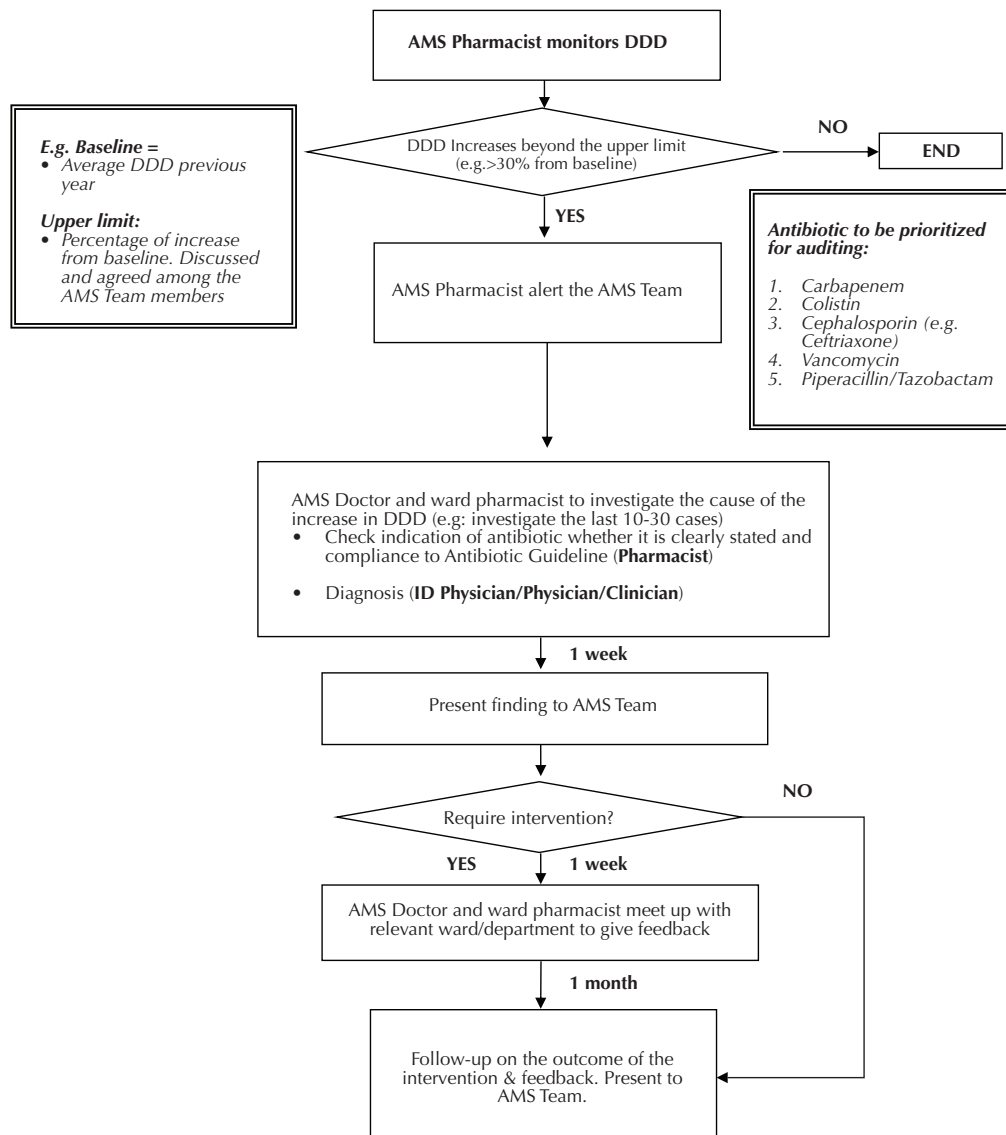 AMS Pharmacist monitors DDD
E.g. Baseline =
• Average DDD previous
year
Upper limit:
• Percentage of increase
from baseline. Discussed
and agreed among the
AMS Team members
DDD Increases beyond the upper limit
(e.g.>30% from baseline)
NO
END
YES
AMS Pharmacist alert the AMS Team
Antibiotic to be prioritized
for auditing:
1. Carbapenem
2. Colistin
3. Cephalosporin (e.g.
Ceftriaxone)
4. Vancomycin
5. Piperacillin/Tazobactam
AMS Doctor and ward pharmacist to investigate the cause of the
increase in DDD (e.g: investigate the last 10-30 cases)
• Check indication of antibiotic whether it is clearly stated and
compliance to Antibiotic Guideline (Pharmacist)
• Diagnosis (ID Physician/Physician/Clinician)
1 week
Present finding to AMS Team
Require intervention?
NO
YES
1 week
AMS Doctor and ward pharmacist meet up with
relevant ward/department to give feedback
1 month
Follow-up on the outcome of the
intervention & feedback. Present to
AMS Team.